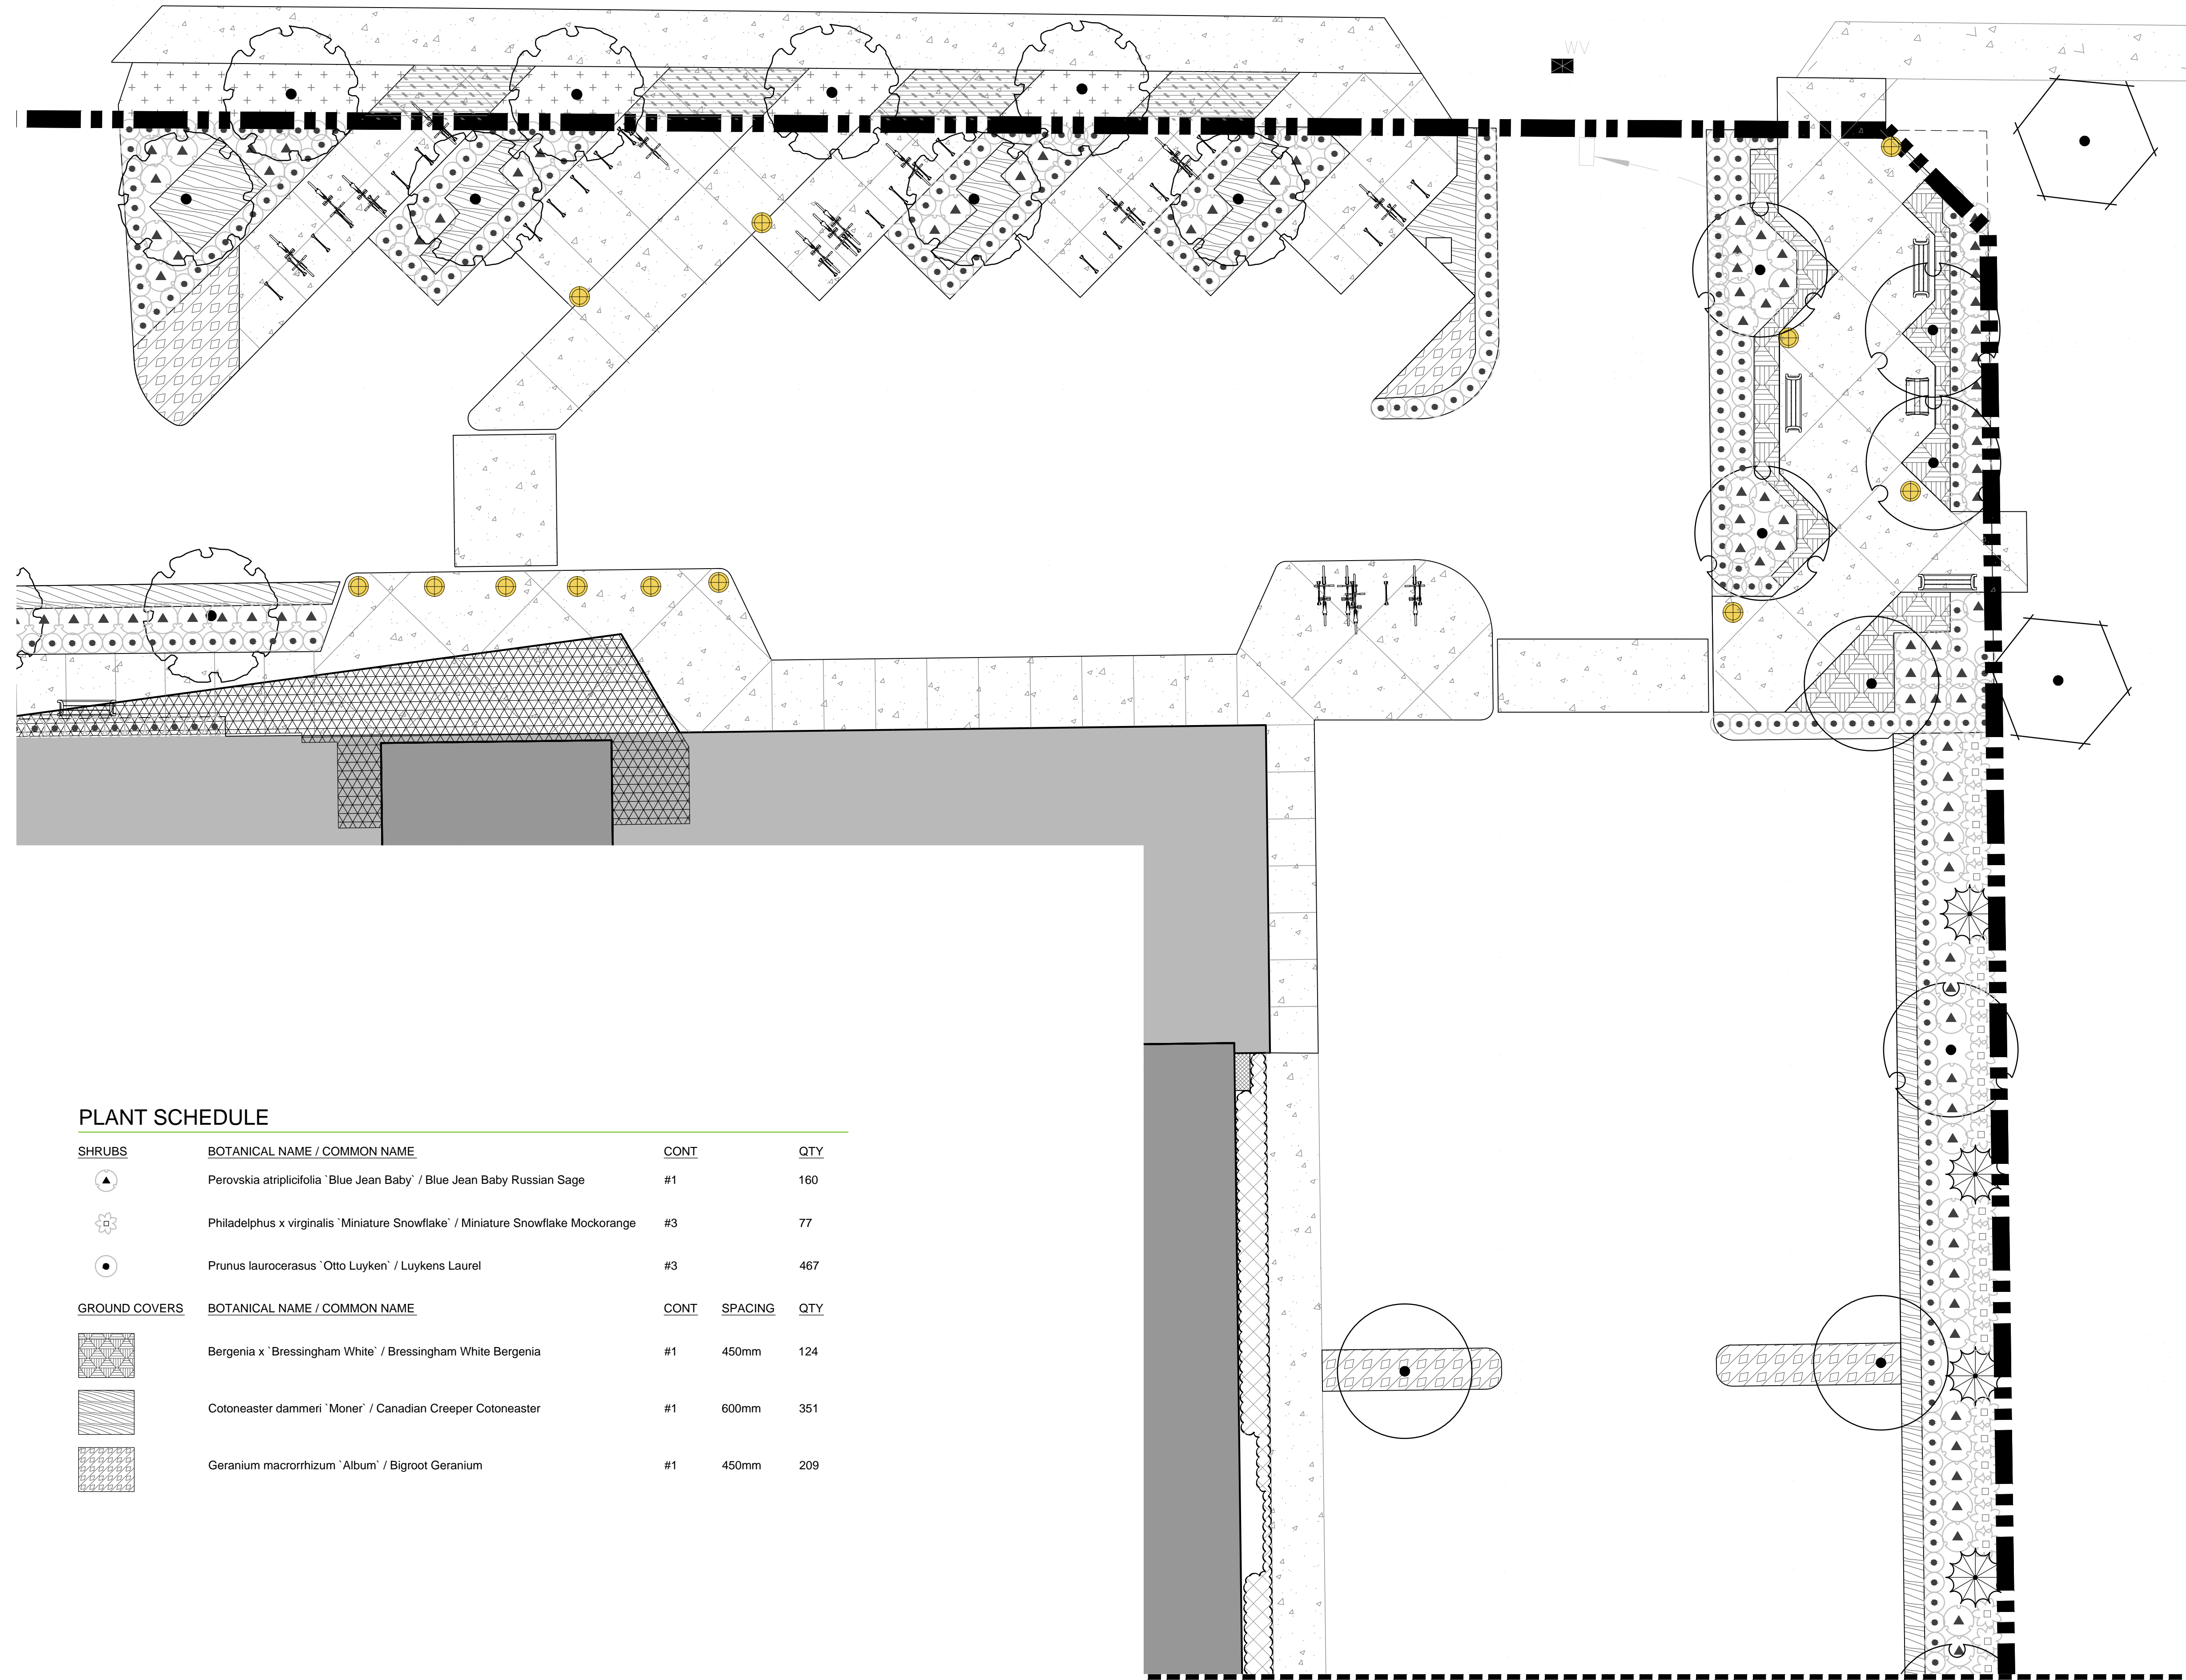 WV
PLANT SCHEDULE
SHRUBS BOTANICAL NAME / COMMON NAME CONT QTY
Perovskia atriplicifolia `Blue Jean Baby` / Blue Jean Baby Russian Sage #1 160
Philadelphus x virginalis `Miniature Snowflake` / Miniature Snowflake Mockorange #3 77
Prunus laurocerasus `Otto Luyken` / Luykens Laurel #3 467
GROUND COVERS BOTANICAL NAME / COMMON NAME CONT SPACING QTY
Bergenia x `Bressingham White` / Bressingham White Bergenia #1 450mm 124
Cotoneaster dammeri `Moner` / Canadian Creeper Cotoneaster #1 600mm 351
Geranium macrorrhizum `Album` / Bigroot Geranium #1 450mm 209